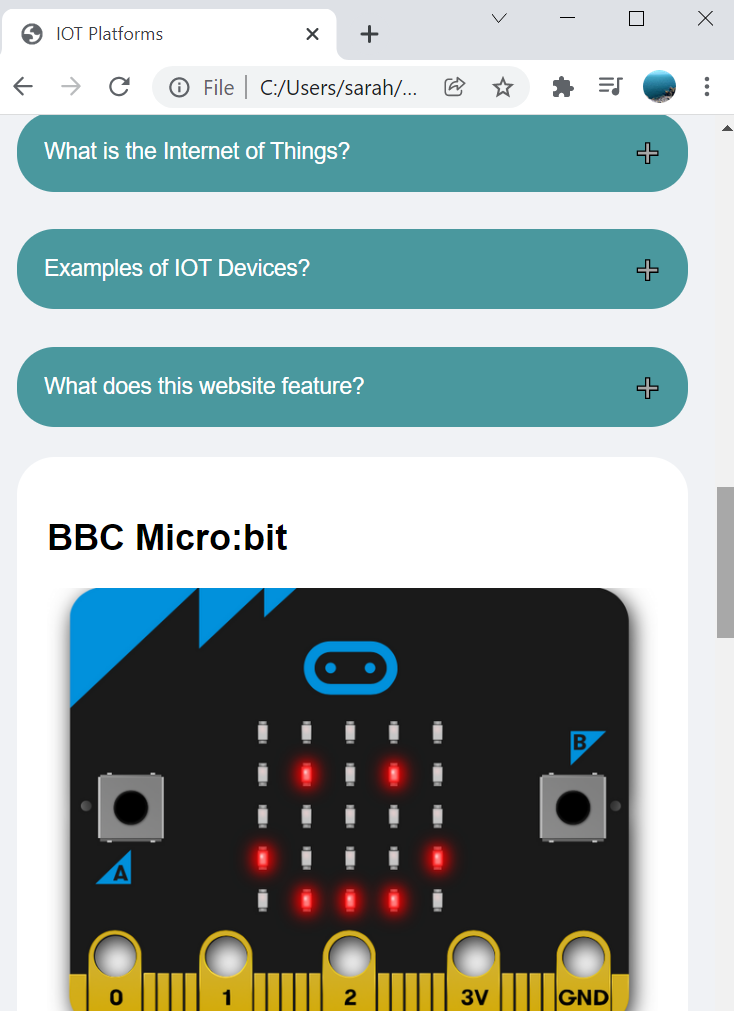 IOT Platforms
File
C:/Users/sarah/...
What is the Internet of Things?
Examples of IOT Devices?
What does this website feature?
BBC Micro:bit
B
A
0 1 2 3V GND